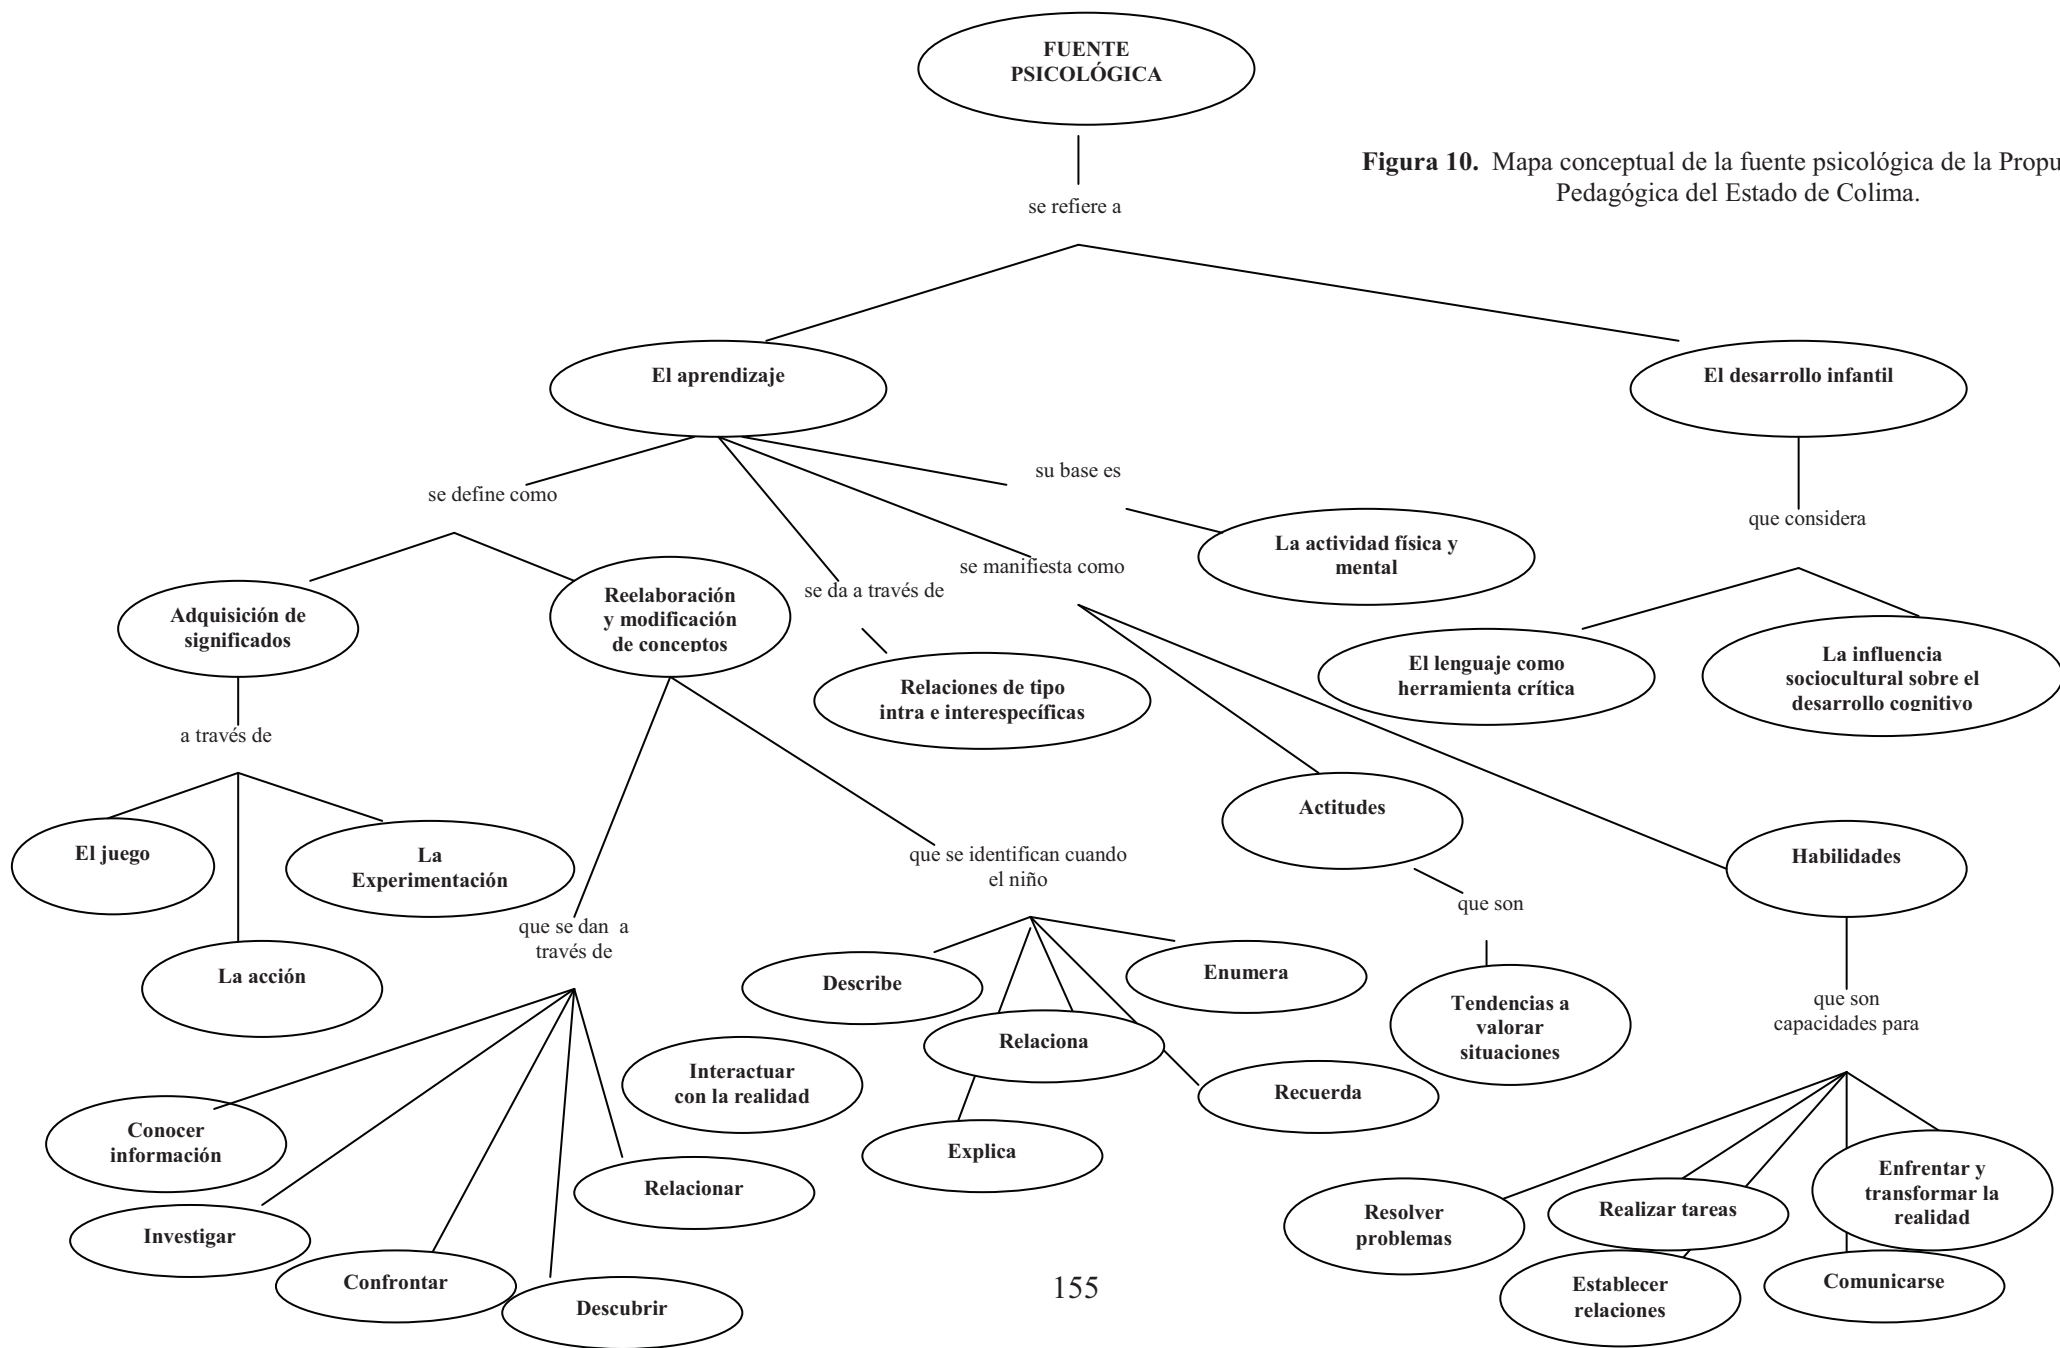 FUENTE
PSICOLÓGICA
Figura 10. Mapa conceptual de la fuente psicológica de la
Pedagógica del Estado de Colima.
se refiere a
El aprendizaje
El desarrollo infantil
se define como
su base es
que considera
La actividad física y
mental
se manifiesta como
se da a través de
Adquisición de
significados
Reelaboración
y modificación
de conceptos
Relaciones de tipo
intra e interespecíficas
El lenguaje como
herramienta crítica
La influencia
sociocultural sobre el
desarrollo cognitivo
a través de
El juego
La
Experimentación
La acción
que se dan a
través de
que se identifican cuando
el niño
Actitudes
Habilidades
que son
que son
capacidades para
Describe
Enumera
Relaciona
Recuerda
Explica
Tendencias a
valorar
situaciones
Interactuar
con la realidad
Conocer
información
Relacionar
Investigar
Confrontar
Descubrir
Resolver
problemas
Realizar tareas
Enfrentar y
transformar la
realidad
Establecer
relaciones
Comunicarse
155